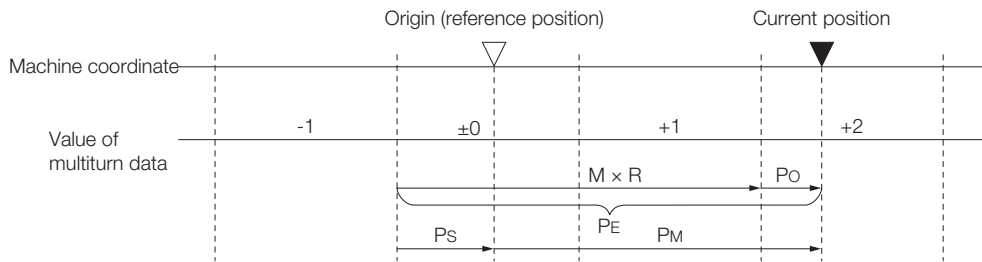 Origin (reference position) Current position
Machine coordinate
-1 ±0 +1 +2
Value of
multiturn data
M × R PO
PE
PS PM